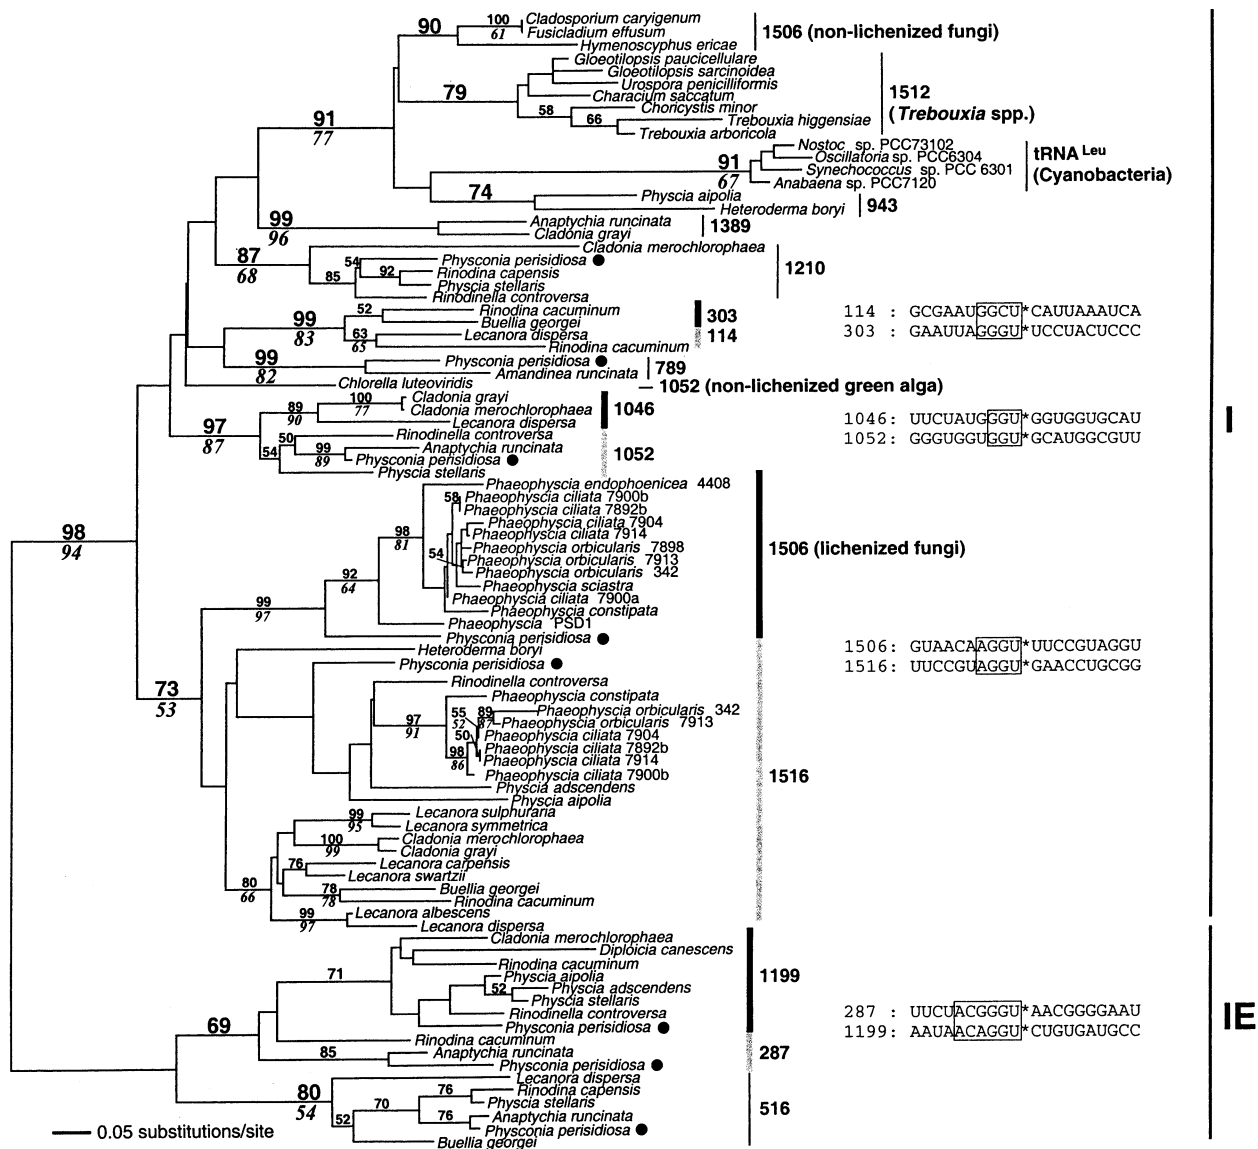 100 Cladosporium caryigenum
90 61 Fusicladium effusum 1506 (non-lichenized fungi)
Hymenoscyphus ericae
Gloeotilopsis paucicellulare
Gloeotilopsis sarcinoidea
79 Urospora penicilliformis 1512
Characium saccatum (Trebouxia spp.)
58 Choricystis minor
91 66 Trebouxia higgensiae
77 Trebouxia arboricola
Nostoc sp. PCC73102 tRNA Leu
91 Oscillatoria sp. PCC6304
Synechococcus sp. PCC 6301 (Cyanobacteria)
67 Anabaena sp. PCC7120
74 Physcia aipolia 943
Heteroderma boryi
99 Anaptychia runcinata 1389
96 Cladonia grayi
Cladonia merochlorophaea
87 54 Physconia perisidiosa ●
68 92 Rinodina capensis 1210
85 Physcia stellaris
Rinodinella controversa
52 Rinodina cacuminum 303 114 : GCGAAUGGCU*CAUUAAAUCA
99 Buellia georgei
83 63 Lecanora dispersa 114 303 : GAAUUAGGGU*UCCUACUCCC
65 Rinodina cacuminum
99 Physconia perisidiosa ● 789
82 Amandinea runcinata
Chlorella luteoviridis 1052 (non-lichenized green alga)
100 Cladonia grayi
89 77 Cladonia merochlorophaea 1046 1046: UUCUAUGGGU*GGUGGUGCAU
97 90 Lecanora dispersa
87 50 Rinodinella controversa 1052: GGGUGGUGGU*GCAUGGCGUU
54 99 Anaptychia runcinata 1052
89 Physconia perisidiosa ●
Physcia stellaris
I
Phaeophyscia endophoenicea 4408
58 Phaeophyscia ciliata 7900b
Phaeophyscia ciliata 7892b
Phaeophyscia ciliata 7904
98 Phaeophyscia ciliata 7914
98 81 Phaeophyscia orbicularis 7898 1506 (lichenized fungi)
94 54 Phaeophyscia orbicularis 7913
92 Phaeophyscia orbicularis 342
64 Phaeophyscia sciastra
Phaeophyscia ciliata 7900a
99 Phaeophyscia constipata
97 Phaeophyscia PSD1
Physconia perisidiosa ●
Heteroderma boryi 1506: GUAACAAGGU*UUCCGUAGGU
Physconia perisidiosa ● 1516: UUCCGUAGGU*GAACCUGCGG
73 Rinodinella controversa
53 Phaeophyscia constipata
55 89 Phaeophyscia orbicularis 342
97 52 87 Phaeophyscia orbicularis 7913
91 50 Phaeophyscia ciliata 7904
98 Phaeophyscia ciliata 7892b
86 Phaeophyscia ciliata 7914
Phaeophyscia ciliata 7900b 1516
Physcia adscendens
Physcia aipolia
99 Lecanora sulphuraria
95 Lecanora symmetrica
100 Cladonia merochlorophaea
99 Cladonia grayi
76 Lecanora carpensis
Lecanora swartzii
80 78 Buellia georgei
66 78 Rinodina cacuminum
99 Lecanora albescens
97 Lecanora dispersa
Cladonia merochlorophaea
Diploicia canescens
71 Rinodina cacuminum
Physcia aipolia 1199
52 Physcia adscendens
Physcia stellaris
Rinodinella controversa 287 : UUCUACGGGU*AACGGGGAAU
69 Physconia perisidiosa ● 1199: AAUAACAGGU*CUGUGAUGCC
IE
Rinodina cacuminum
85 Anaptychia runcinata 287
Physconia perisidiosa ●
Lecanora dispersa
80 76 Rinodina capensis
54 70 Physcia stellaris 516
52 76 Anaptychia runcinata
Physconia perisidiosa ●
Buellia georgei
0.05 substitutions/site